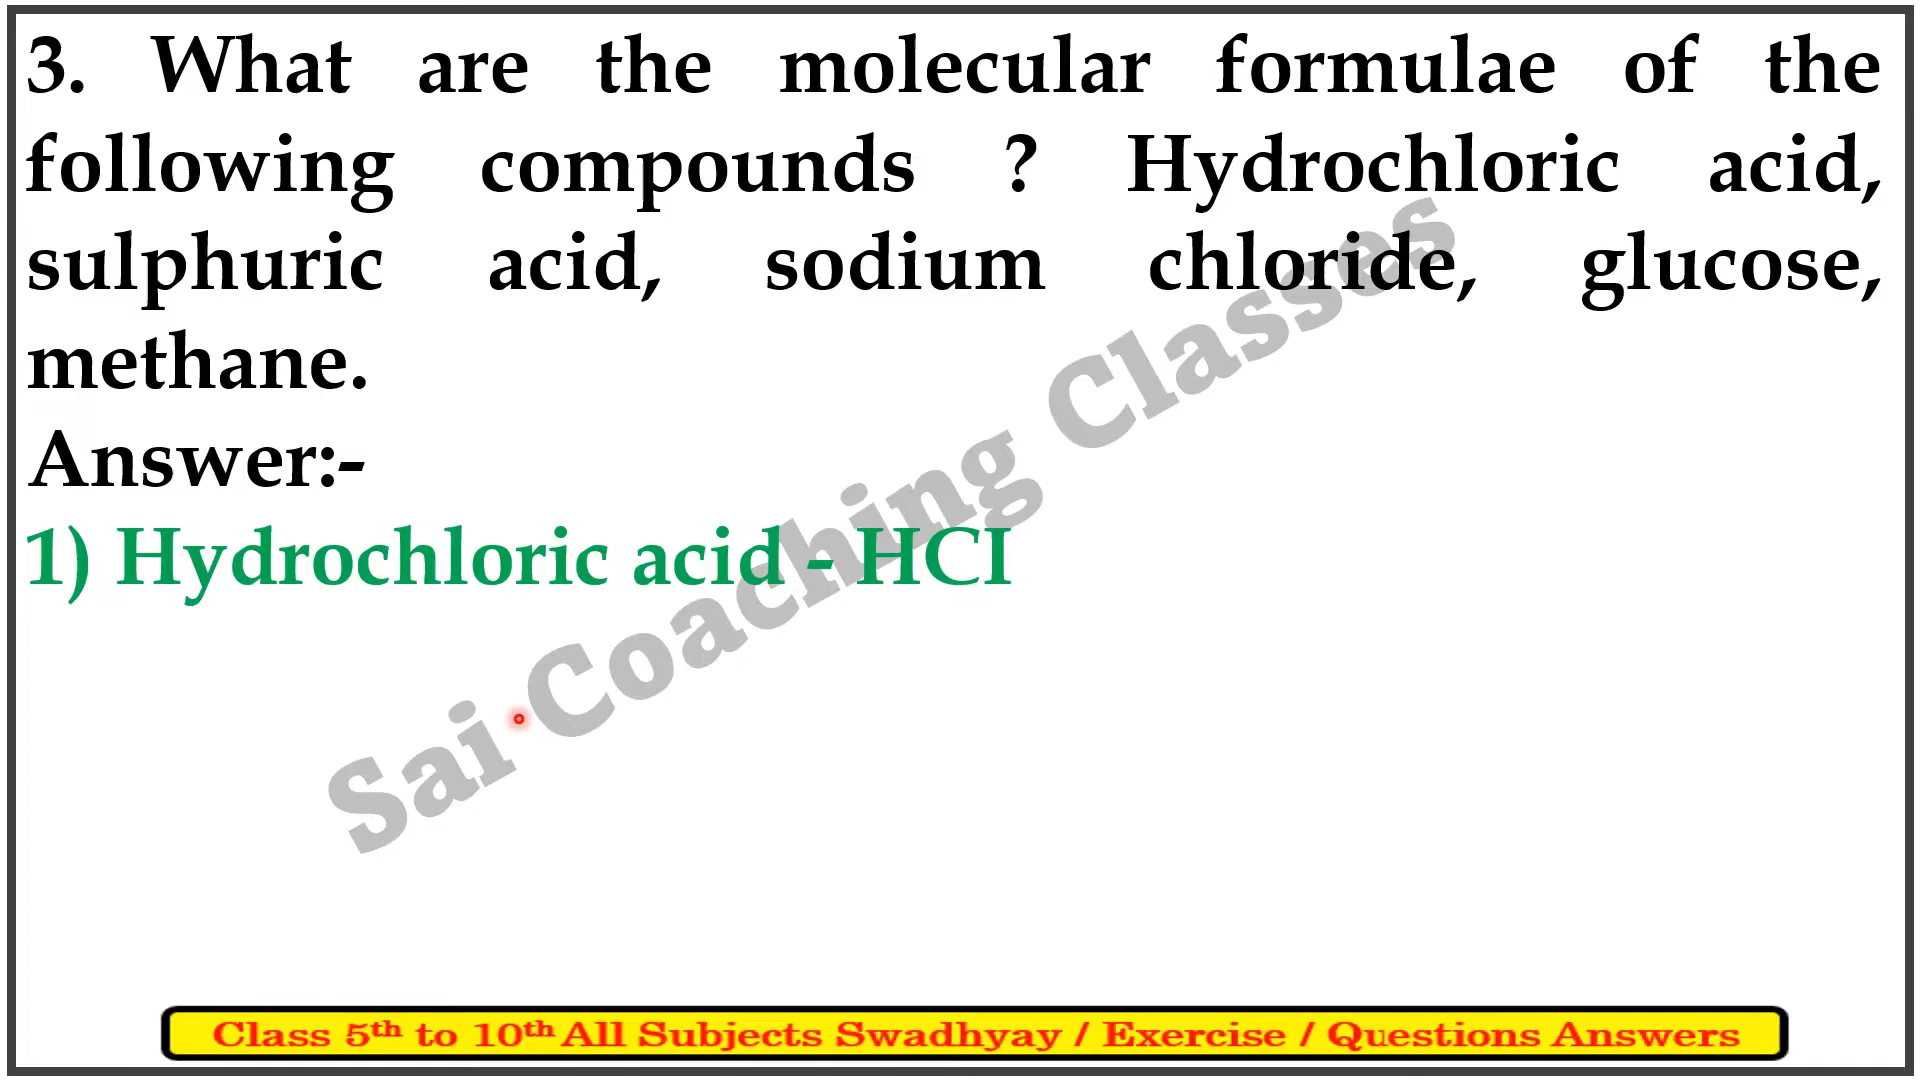 3. What are the molecular formulae of the
following compounds ? Hydrochloric acid,
sulphuric acid, sodium chloride, glucose,
methane.
Answer:-
1) Hydrochloric acid - HCI
Sai Coaching Classes
Class 5th to 10th All Subjects Swadhyay / Exercise / Questions Answers